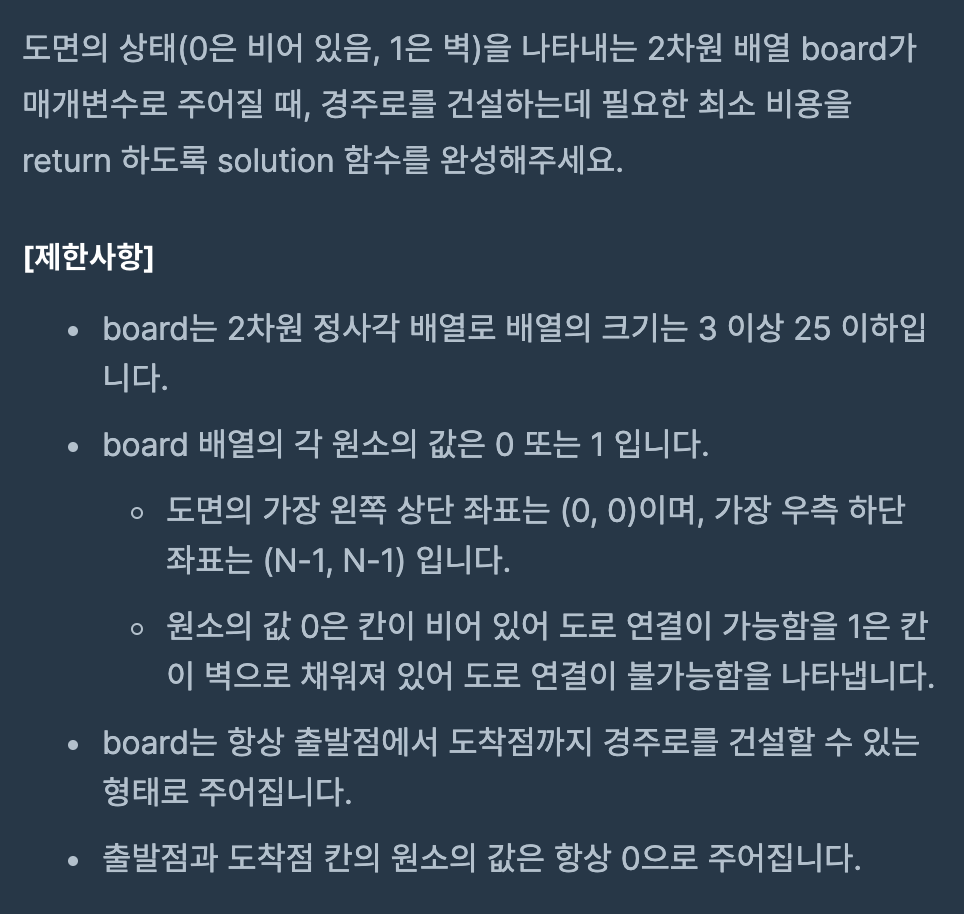 도면의 상태(0은 비어 있음, 1은 벽)을 나타내는 2차원 배열 board가
매개변수로 주어질 때, 경주로를 건설하는데 필요한 최소 비용을
return 하도록 solution 함수를 완성해주세요.
[제한사항]
• board는 2차원 정사각 배열로 배열의 크기는 3 이상 25 이하입
니다.
• board 배열의 각 원소의 값은 0 또는 1 입니다.
◦ 도면의 가장 왼쪽 상단 좌표는 (0, 0)이며, 가장 우측 하단
좌표는 (N-1, N-1) 입니다.
◦ 원소의 값 0은 칸이 비어 있어 도로 연결이 가능함을 1은 칸
이 벽으로 채워져 있어 도로 연결이 불가능함을 나타냅니다.
• board는 항상 출발점에서 도착점까지 경주로를 건설할 수 있는
형태로 주어집니다.
• 출발점과 도착점 칸의 원소의 값은 항상 0으로 주어집니다.